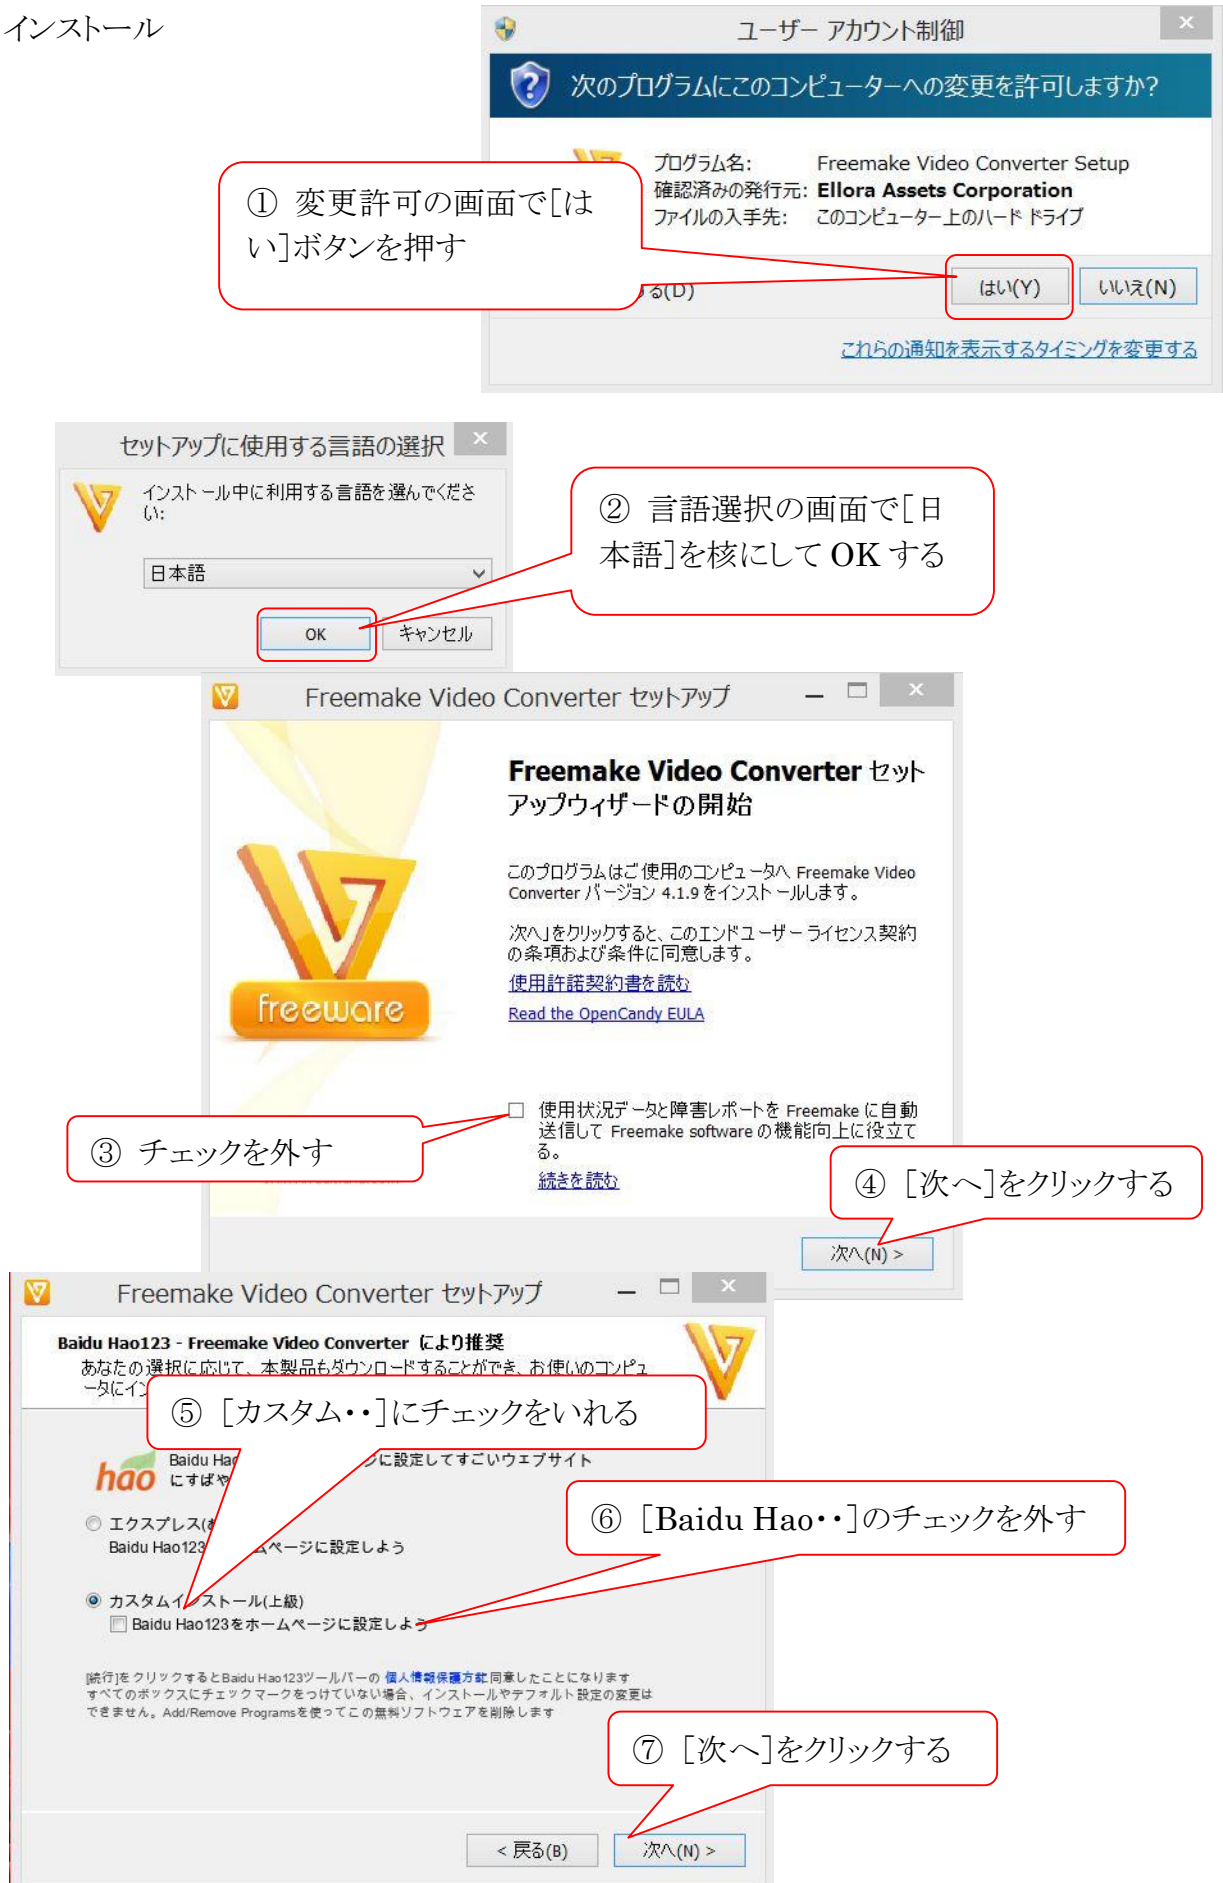 インストール
ユーザー アカウント制御
次のプログラムにこのコンピューターへの変更を許可しますか?
プログラム名: Freemake Video Converter Setup
確認済みの発行元: Ellora Assets Corporation
ファイルの入手先: このコンピューター上のハード ドライブ
① 変更許可の画面で[は
い]ボタンを押す
る(D)
はい(Y)
いいえ(N)
これらの通知を表示するタイミングを変更する
セットアップに使用する言語の選択
インストール中に利用する言語を選んでくださ
い:
日本語
OK
キャンセル
② 言語選択の画面で[日
本語]を核にして OK する
Freemake Video Converter セットアップ
Freemake Video Converter セット
アップウィザードの開始
このプログラムはご使用のコンピュータへ Freemake Video
Converter バージョン 4.1.9 をインストールします。
次へ」をクリックすると、このエンドユーザー ライセンス契約
の条項および条件に同意します。
使用許諾契約書を読む
Read the OpenCandy EULA
freeware
使用状況データと障害レポートを Freemake に自動
送信して Freemake software の機能向上に役立て
る。
続きを読む
③ チェックを外す
④ [次へ]をクリックする
次へ(N) >
Freemake Video Converter セットアップ
Baidu Hao123 - Freemake Video Converter により推奨
あなたの選択に応じて、本製品もダウンロードすることができ、お使いのコンピュ
ータにイン
⑤ [カスタム・・]にチェックをいれる
hao
Baidu Hao ジに設定してすごいウェブサイト
にすばや
⑥ [Baidu Hao・・]のチェックを外す
エクスプレス(
Baidu Hao123 ムページに設定しよう
カスタムインストール(上級)
Baidu Hao123をホームページに設定しよう
[続行]をクリックするとBaidu Hao123ツールバーの 個人情報保護方針 同意したことになります
すべてのボックスにチェックマークをつけていない場合、インストールやデフォルト設定の変更は
できません。Add/Remove Programsを使ってこの無料ソフトウェアを削除します
⑦ [次へ]をクリックする
< 戻る(B)
次へ(N) >